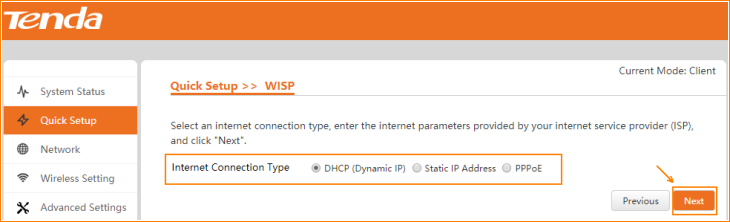 Tenda
Current Mode: Client
System Status
Quick Setup
Network
Wireless Setting
Advanced Settings
Quick Setup >> WISP
Select an internet connection type, enter the internet parameters provided by your internet service provider (ISP),
and click "Next".
Internet Connection Type DHCP (Dynamic IP) Static IP Address PPPoE
Previous Next